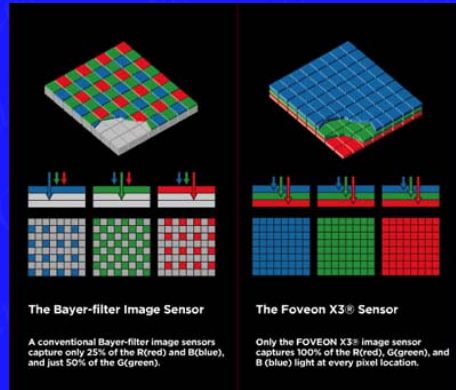 The Bayer-filter Image Sensor
A conventional Bayer-filter image sensors
capture only 25% of the R(red) and B(blue),
and just 50% of the G(green).
The Foveon X3® Sensor
Only the FOVEON X3® image sensor
captures 100% of the R(red), G(green), and
B (blue) light at every pixel location.